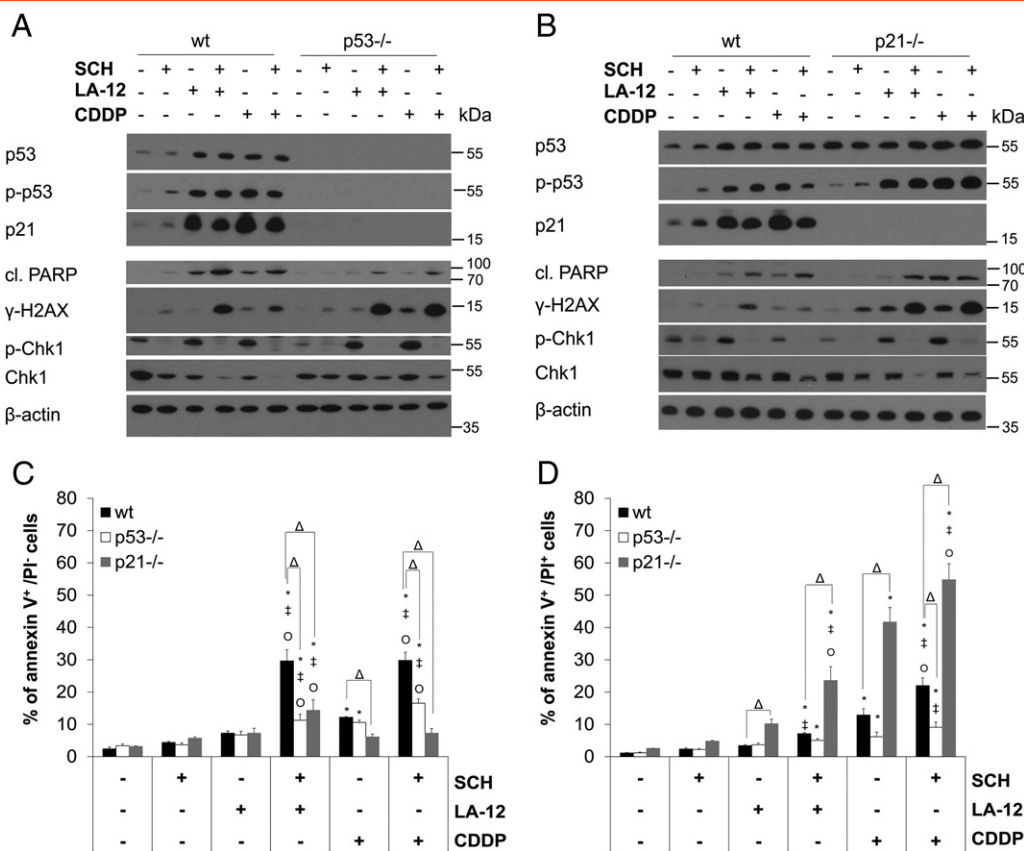 A
wt p53-/-
SCH - + - + - + - + - + - +
LA-12 - - + + - - - - + + - -
CDDP - - - - + + - - - - + + kDa
p53 55
p-p53 55
p21 15
cl. PARP 100
70
γ-H2AX 15
p-Chk1 55
Chk1 55
β-actin 35
B
wt p21-/-
SCH - + - + - + - + - + - +
LA-12 - - + + - - - - + + - -
CDDP - - - - + + - - - - + + kDa
p53 55
p-p53 55
p21 15
cl. PARP 100
70
γ-H2AX 15
p-Chk1 55
Chk1 55
β-actin 35
C
% of annexin V⁺ /PI⁻ cells
80
70
60
50
40
30
20
10
0
wt
p53-/-
p21-/-
Δ
Δ
* ‡ O
* ‡ O
* ‡ O
Δ
* *
Δ
Δ
* ‡ O
* ‡ O
- + - + - + SCH
- - + + - - LA-12
- - - - + + CDDP
D
% of annexin V⁺ /PI⁺ cells
80
70
60
50
40
30
20
10
0
wt
p53-/-
p21-/-
Δ
Δ
* ‡
*
* ‡ O
Δ
* * *
Δ
Δ
* ‡ O
* ‡
* ‡ O
- + - + - + SCH
- - + + - - LA-12
- - - - + + CDDP